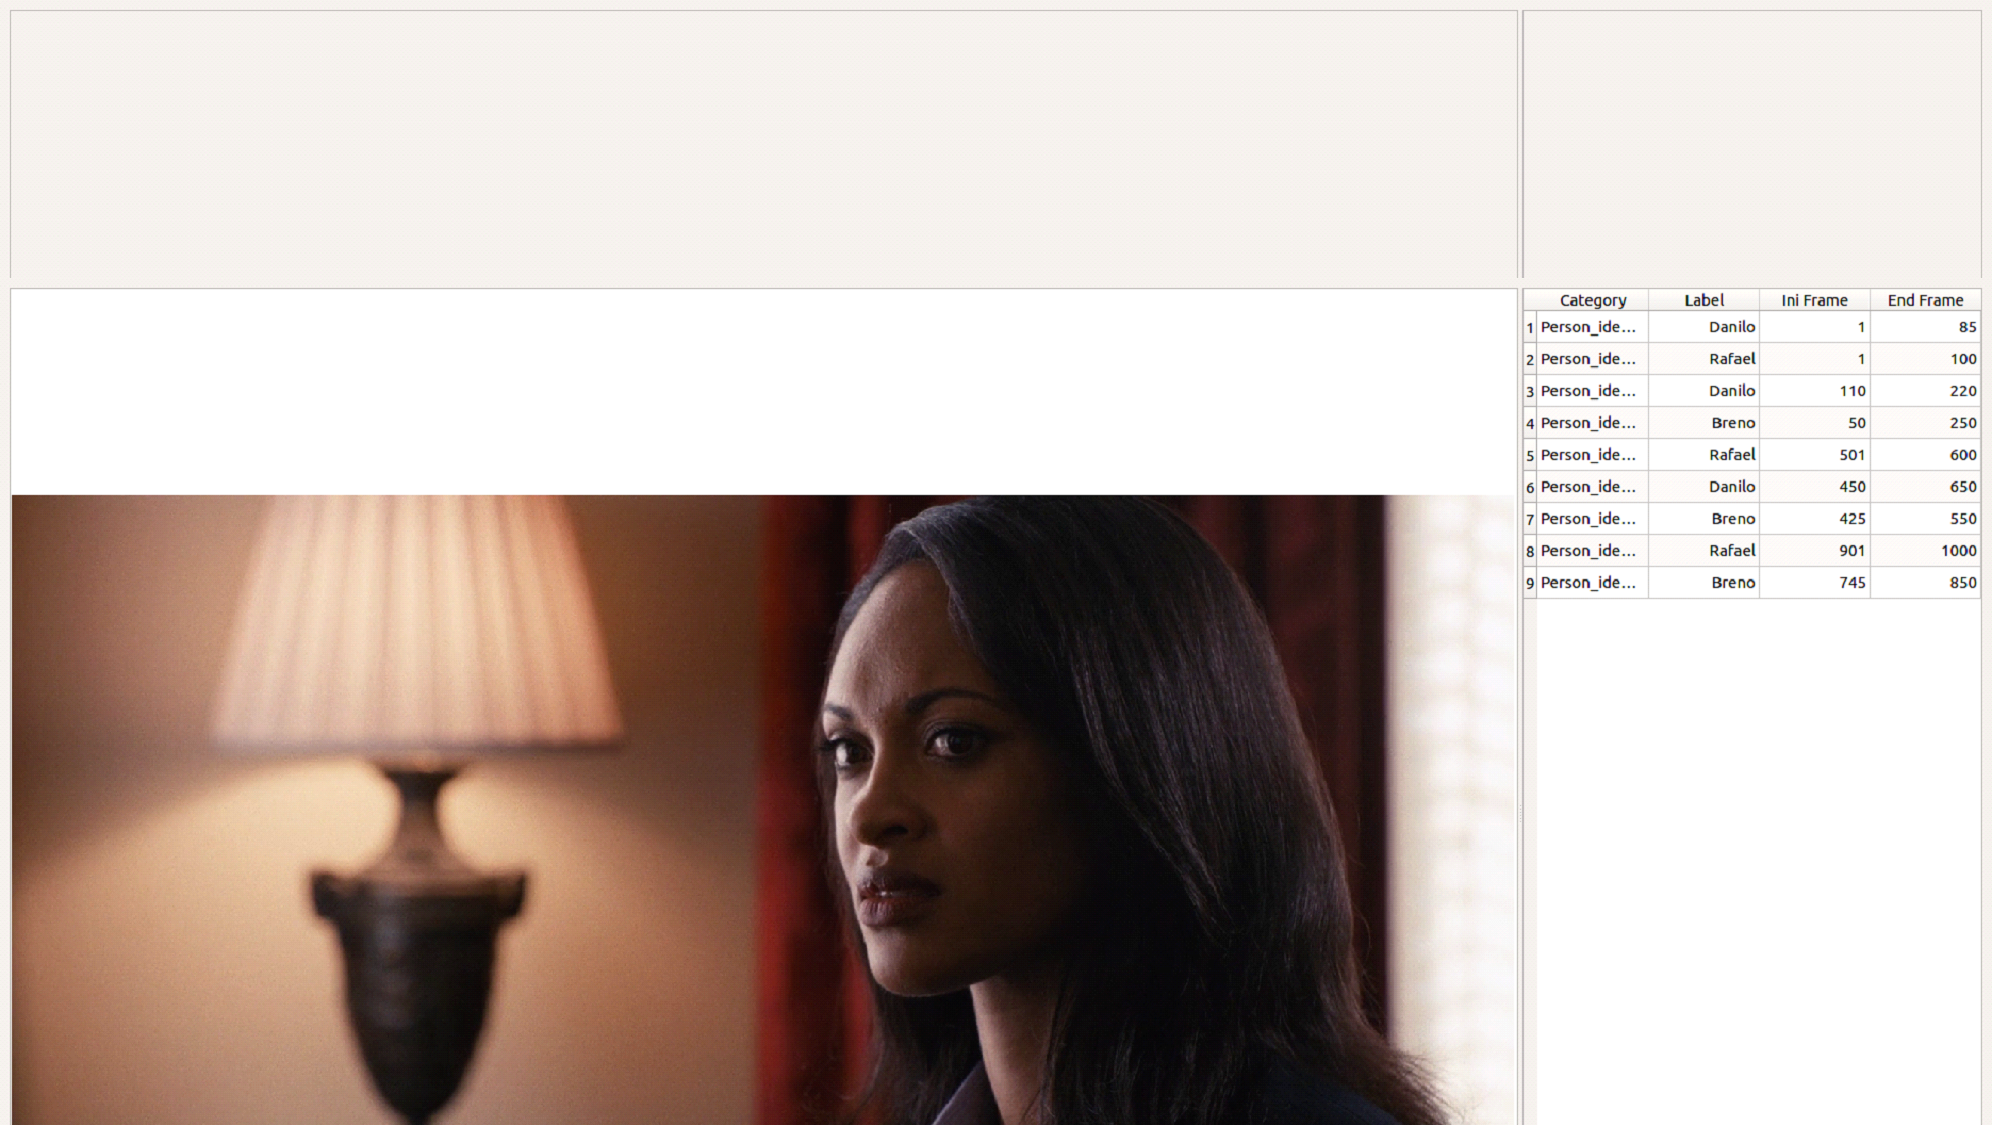 Category Label Ini Frame End Frame
1 Person_ide... Danilo 1 85
2 Person_ide... Rafael 1 100
3 Person_ide... Danilo 110 220
4 Person_ide... Breno 50 250
5 Person_ide... Rafael 501 600
6 Person_ide... Danilo 450 650
7 Person_ide... Breno 425 550
8 Person_ide... Rafael 901 1000
9 Person_ide... Breno 745 850